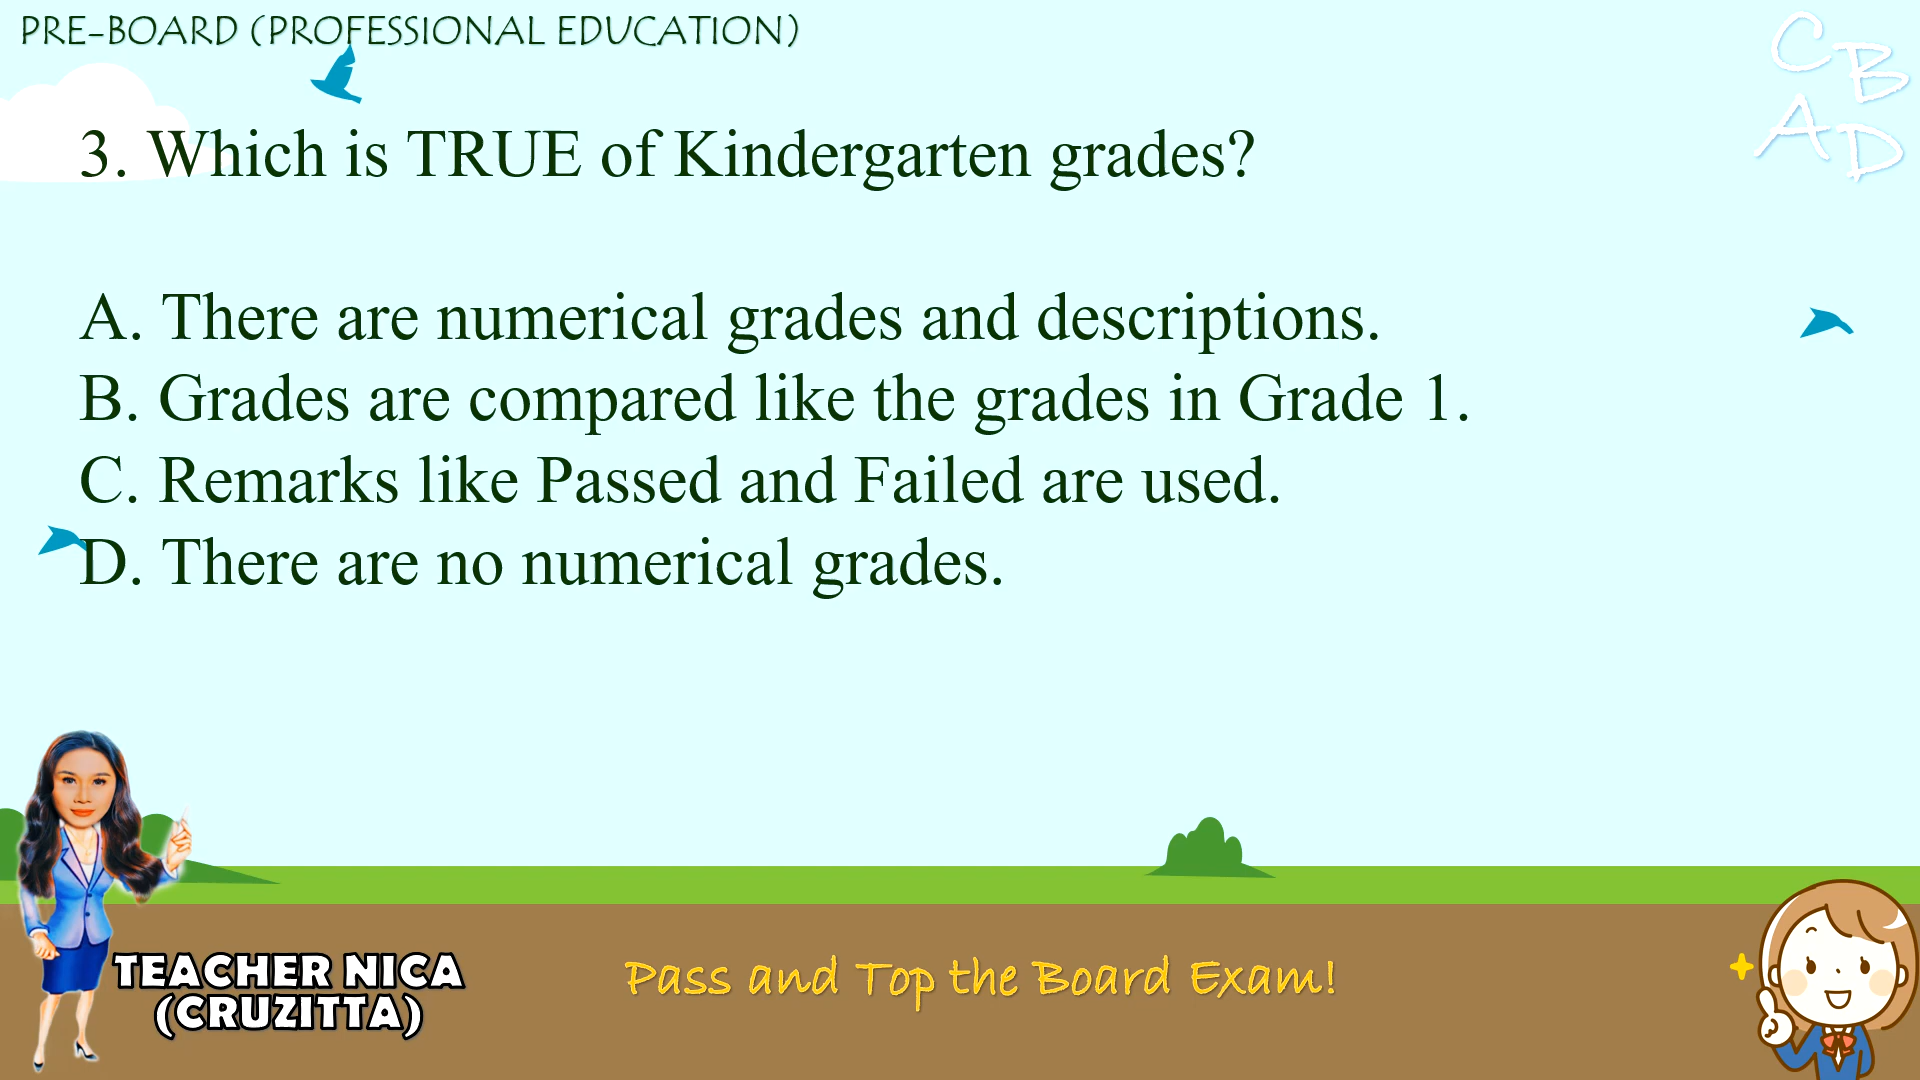 PRE-BOARD (PROFESSIONAL EDUCATION)
C B
A D
3. Which is TRUE of Kindergarten grades?
A. There are numerical grades and descriptions.
B. Grades are compared like the grades in Grade 1.
C. Remarks like Passed and Failed are used.
D. There are no numerical grades.
TEACHER NICA
(CRUZITTA)
Pass and Top the Board Exam!